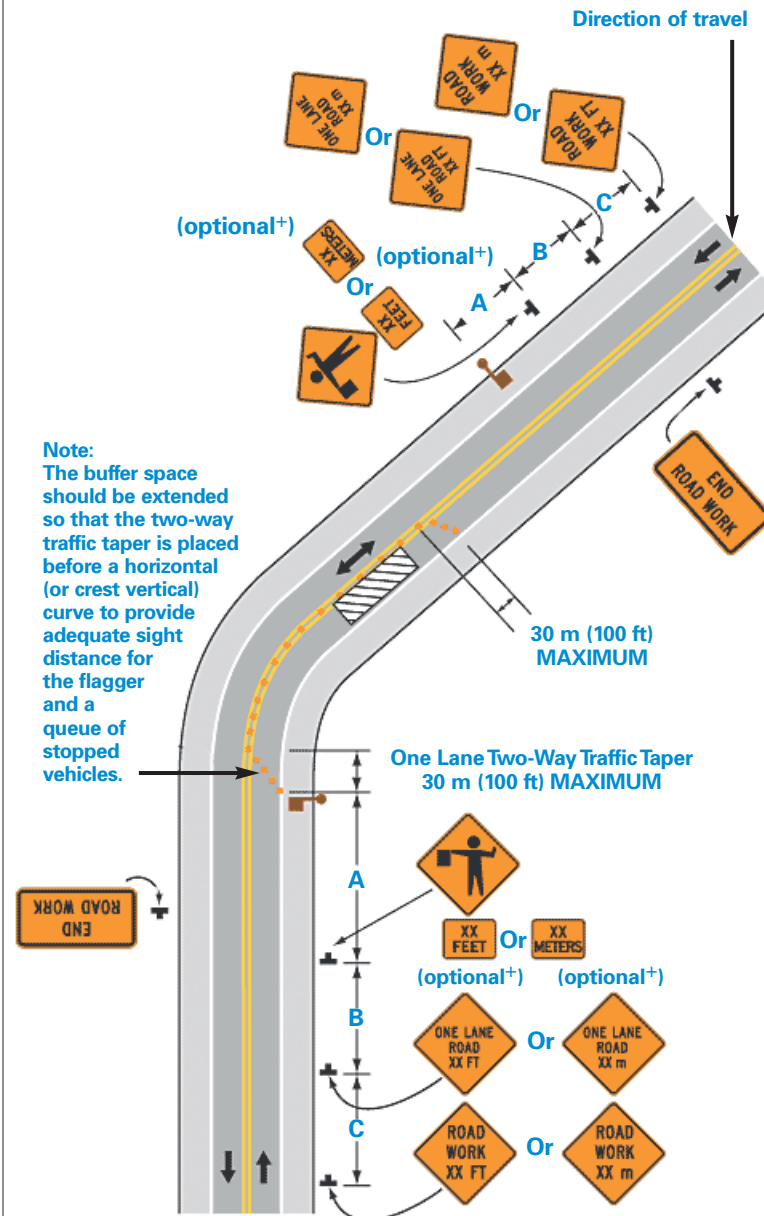 Direction of travel
ROAD
WORK
XX m
Or
ROAD
WORK
XX FT
ONE LANE
ROAD
XX m
Or
ONE LANE
ROAD
XX FT
C
B
A
(optional+)
XX
METERS
(optional+)
Or
XX
FEET
END
ROAD WORK
Note:
The buffer space
should be extended
so that the two-way
traffic taper is placed
before a horizontal
(or crest vertical)
curve to provide
adequate sight
distance for
the flagger
and a
queue of
stopped
vehicles.
30 m (100 ft)
MAXIMUM
One Lane Two-Way Traffic Taper
30 m (100 ft) MAXIMUM
END
ROAD WORK
A
XX
FEET
Or
XX
METERS
(optional+)
(optional+)
B
ONE LANE
ROAD
XX FT
Or
ONE LANE
ROAD
XX m
C
ROAD
WORK
XX FT
Or
ROAD
WORK
XX m